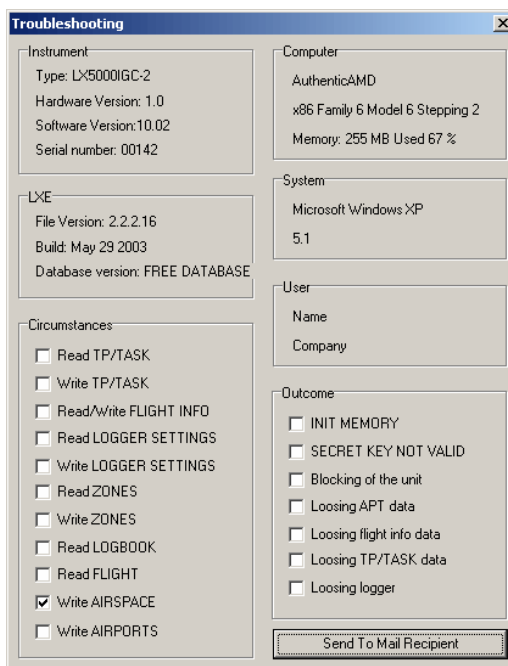 Troubleshooting
Instrument
Type: LX5000IGC-2
Hardware Version: 1.0
Software Version:10.02
Serial number: 00142
LXE
File Version: 2.2.2.16
Build: May 29 2003
Database version: FREE DATABASE
Circumstances
Read TP/TASK
Write TP/TASK
Read/Write FLIGHT INFO
Read LOGGER SETTINGS
Write LOGGER SETTINGS
Read ZONES
Write ZONES
Read LOGBOOK
Read FLIGHT
Write AIRSPACE
Write AIRPORTS
Computer
AuthenticAMD
x86 Family 6 Model 6 Stepping 2
Memory: 255 MB Used 67 %
System
Microsoft Windows XP
5.1
User
Name
Company
Outcome
INIT MEMORY
SECRET KEY NOT VALID
Blocking of the unit
Loosing APT data
Loosing flight info data
Loosing TP/TASK data
Loosing logger
Send To Mail Recipient